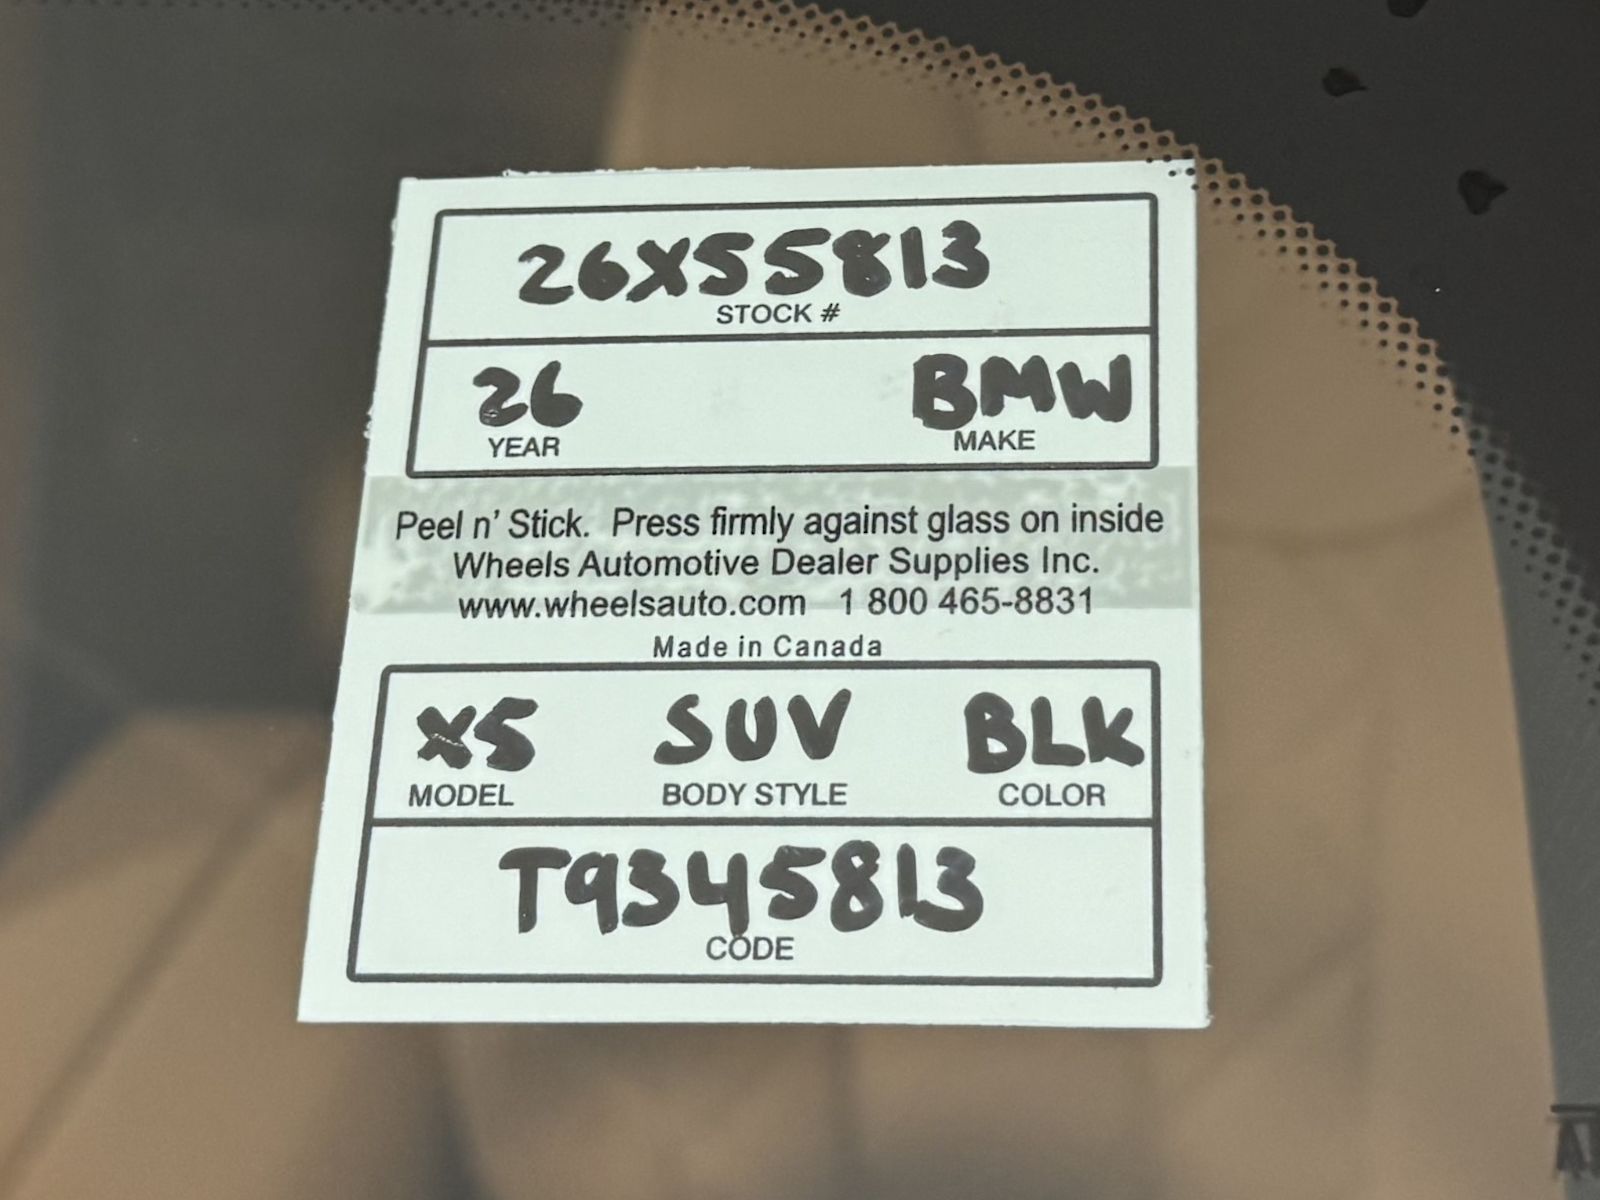 26X55813
STOCK #
26 BMW
YEAR MAKE
Peel n' Stick. Press firmly against glass on inside
Wheels Automotive Dealer Supplies Inc.
www.wheelsauto.com 1 800 465-8831
Made in Canada
X5 SUV BLK
MODEL BODY STYLE COLOR
T9345813
CODE